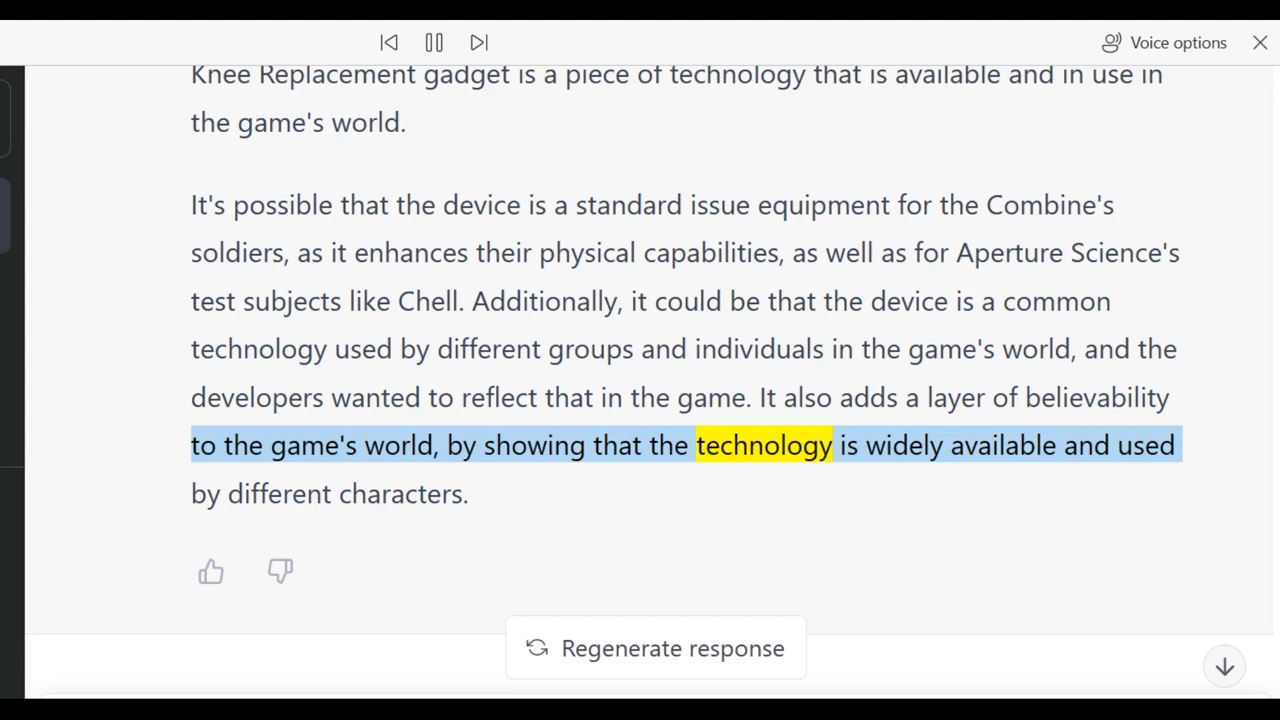 Voice options
Knee Replacement gadget is a piece of technology that is available and in use in
the game's world.
It's possible that the device is a standard issue equipment for the Combine's
soldiers, as it enhances their physical capabilities, as well as for Aperture Science's
test subjects like Chell. Additionally, it could be that the device is a common
technology used by different groups and individuals in the game's world, and the
developers wanted to reflect that in the game. It also adds a layer of believability
to the game's world, by showing that the technology is widely available and used
by different characters.
Regenerate response